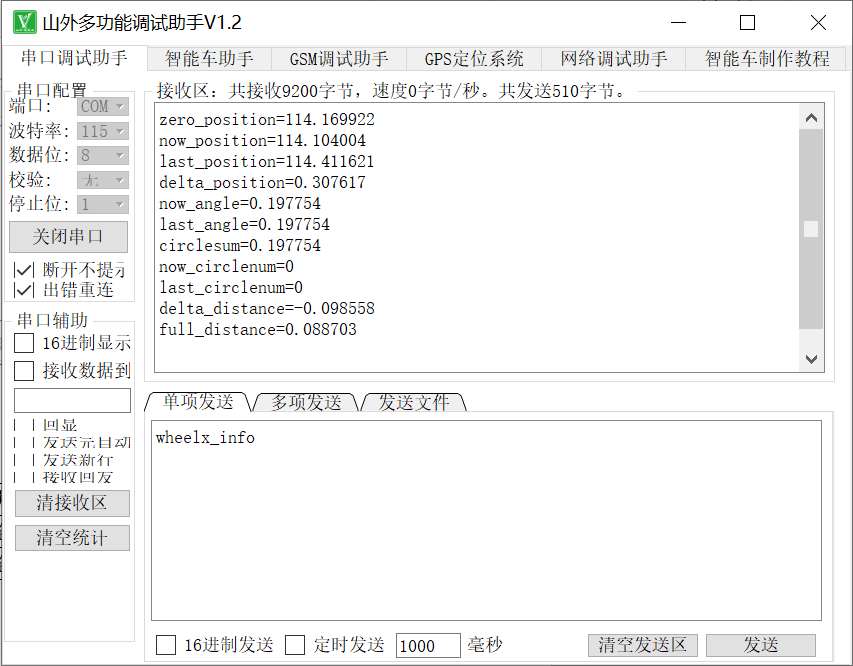 山外多功能调试助手V1.2
串口调试助手 智能车助手 GSM调试助手 GPS定位系统 网络调试助手 智能车制作教程
串口配置
端口: COM
波特率: 115
数据位: 8
校验: 无
停止位: 1
关闭串口
断开不提示
出错重连
串口辅助
16进制显示
接收数据到
回显
发送完自动
发送新行
接收回发
清接收区
清空统计
接收区：共接收9200字节，速度0字节/秒。共发送510字节。
zero_position=114.169922
now_position=114.104004
last_position=114.411621
delta_position=0.307617
now_angle=0.197754
last_angle=0.197754
circlesum=0.197754
now_circlenum=0
last_circlenum=0
delta_distance=-0.098558
full_distance=0.088703
单项发送 多项发送 发送文件
wheelx_info
16进制发送 定时发送 1000 毫秒 清空发送区 发送